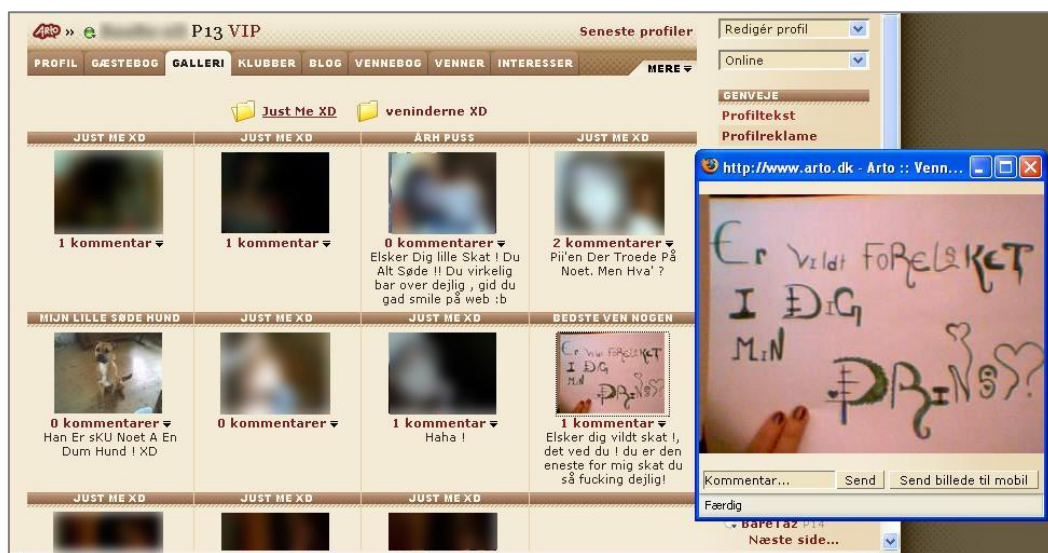 ARTO » P13 VIP
Seneste profiler
PROFIL GÆSTEBOG GALLERI KLUBBER BLOG VENNEBOG VENNER INTERESSER MERE
Just Me XD veninderne XD
JUST ME XD JUST ME XD ÅRH PUSS JUST ME XD
1 kommentar
1 kommentar
0 kommentarer
Elsker Dig lille Skat ! Du
Alt Søde !! Du virkelig
bar over dejlig , gid du
gad smile på web :b
2 kommentarer
Pii'en Der Troede På
Noet. Men Hva' ?
MIJN LILLE SØDE HUND JUST ME XD JUST ME XD BEDSTE VEN NOGEN
0 kommentarer
Han Er sKU Noet A En
Dum Hund ! XD
0 kommentarer
1 kommentar
Haha !
1 kommentar
Elsker dig vildt skat !,
det ved du ! du er den
eneste for mig skat du
så fucking dejlig!
JUST ME XD JUST ME XD JUST ME XD
Redigér profil
Online
GENVEJE
Profiltekst
Profilreklame
http://www.arto.dk - Arto :: Venn...
Er vildt FORELSKET
I DIG
MIN
PRINS??
Kommentar... Send Send billede til mobil
Færdig
BareTaz P14
Næste side...